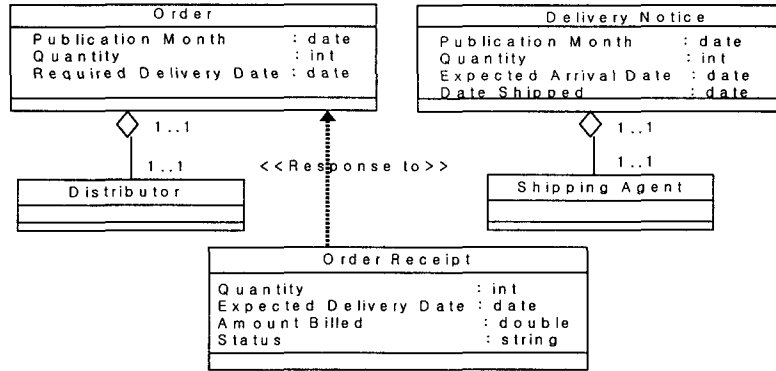 Order
Publication Month : date
Quantity : int
Required Delivery Date : date
Delivery Notice
Publication Month : date
Quantity : int
Expected Arrival Date : date
Date Shipped : date
1..1
1..1
1..1
1..1
<<Response to>>
Distributor
Shipping Agent
Order Receipt
Quantity : int
Expected Delivery Date : date
Amount Billed : double
Status : string